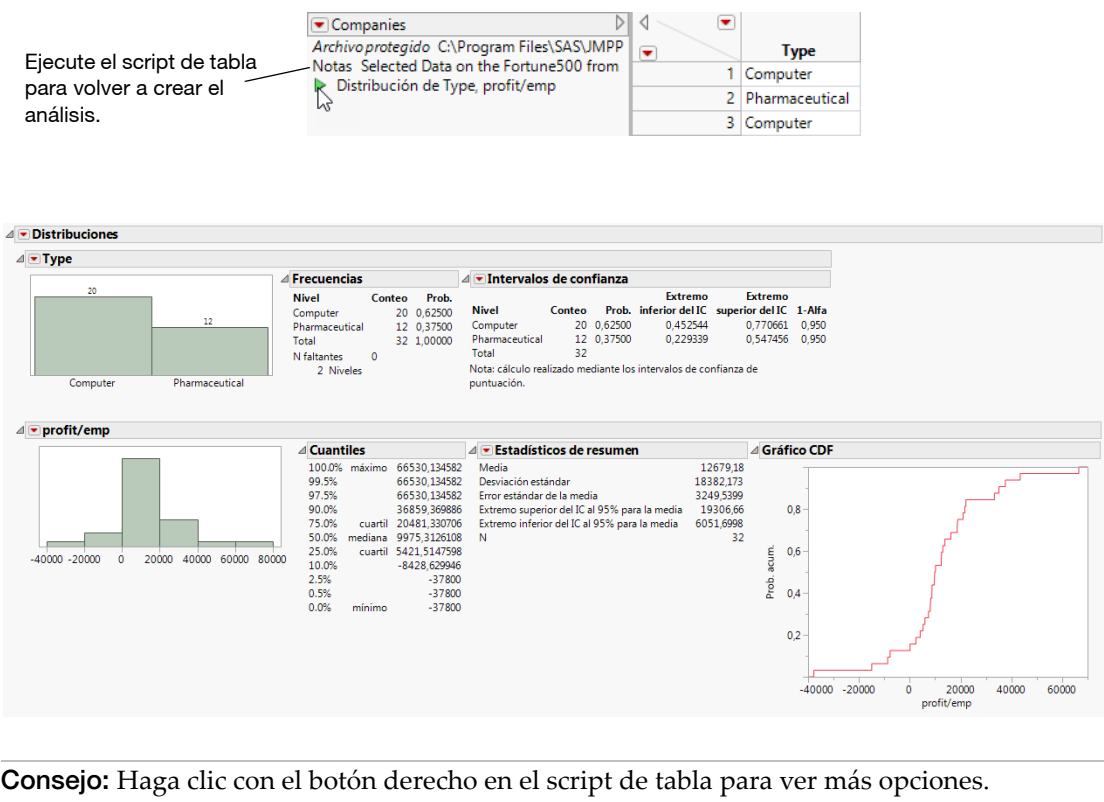 Ejecute el script de tabla
para volver a crear el
análisis.
Companies
Archivo protegido C:\Program Files\SAS\JMPP
Notas Selected Data on the Fortune500 from
Distribución de Type, profit/emp
Type
1 Computer
2 Pharmaceutical
3 Computer
Distribuciones
Type
20
12
Computer Pharmaceutical
Frecuencias
Nivel Conteo Prob.
Computer 20 0,62500
Pharmaceutical 12 0,37500
Total 32 1,00000
N faltantes 0
2 Niveles
Intervalos de confianza
Nivel Conteo Prob. Extremo inferior del IC Extremo superior del IC 1-Alfa
Computer 20 0,62500 0,452544 0,770661 0,950
Pharmaceutical 12 0,37500 0,229339 0,547456 0,950
Total 32
Nota: cálculo realizado mediante los intervalos de confianza de
puntuación.
profit/emp
-40000 -20000 0 20000 40000 60000 80000
Cuantiles
100.0% máximo 66530,134582
99.5% 66530,134582
97.5% 66530,134582
90.0% 36859,369886
75.0% cuartil 20481,330706
50.0% mediana 9975,3126108
25.0% cuartil 5421,5147598
10.0% -8428,629946
2.5% -37800
0.5% -37800
0.0% mínimo -37800
Estadísticos de resumen
Media 12679,18
Desviación estándar 18382,173
Error estándar de la media 3249,5399
Extremo superior del IC al 95% para la media 19306,66
Extremo inferior del IC al 95% para la media 6051,6998
N 32
Gráfico CDF
Prob. acum.
0,8
0,6
0,4
0,2
-40000 -20000 0 20000 40000 60000
profit/emp
Consejo: Haga clic con el botón derecho en el script de tabla para ver más opciones.